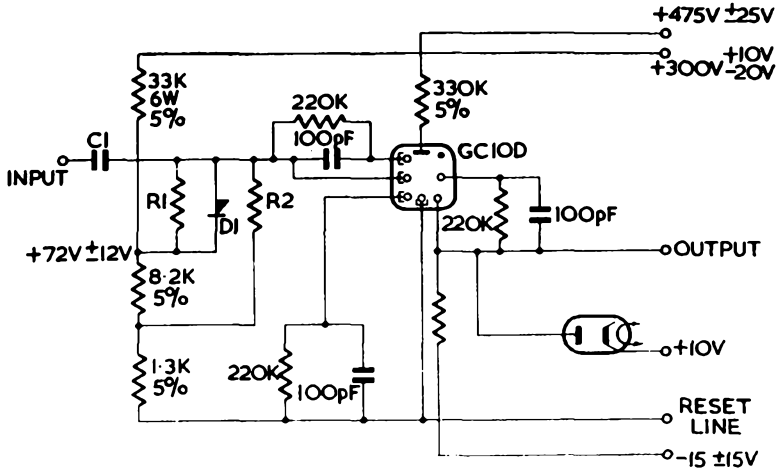 +475V ±25V
+10V
+300V -20V
33K
6W
5%
330K
5%
220K
100pF
C1
GC10D
INPUT
R1
D1
R2
220K
100pF
+72V ±12V
OUTPUT
8·2K
5%
1·3K
5%
220K
100pF
+10V
RESET
LINE
-15 ±15V